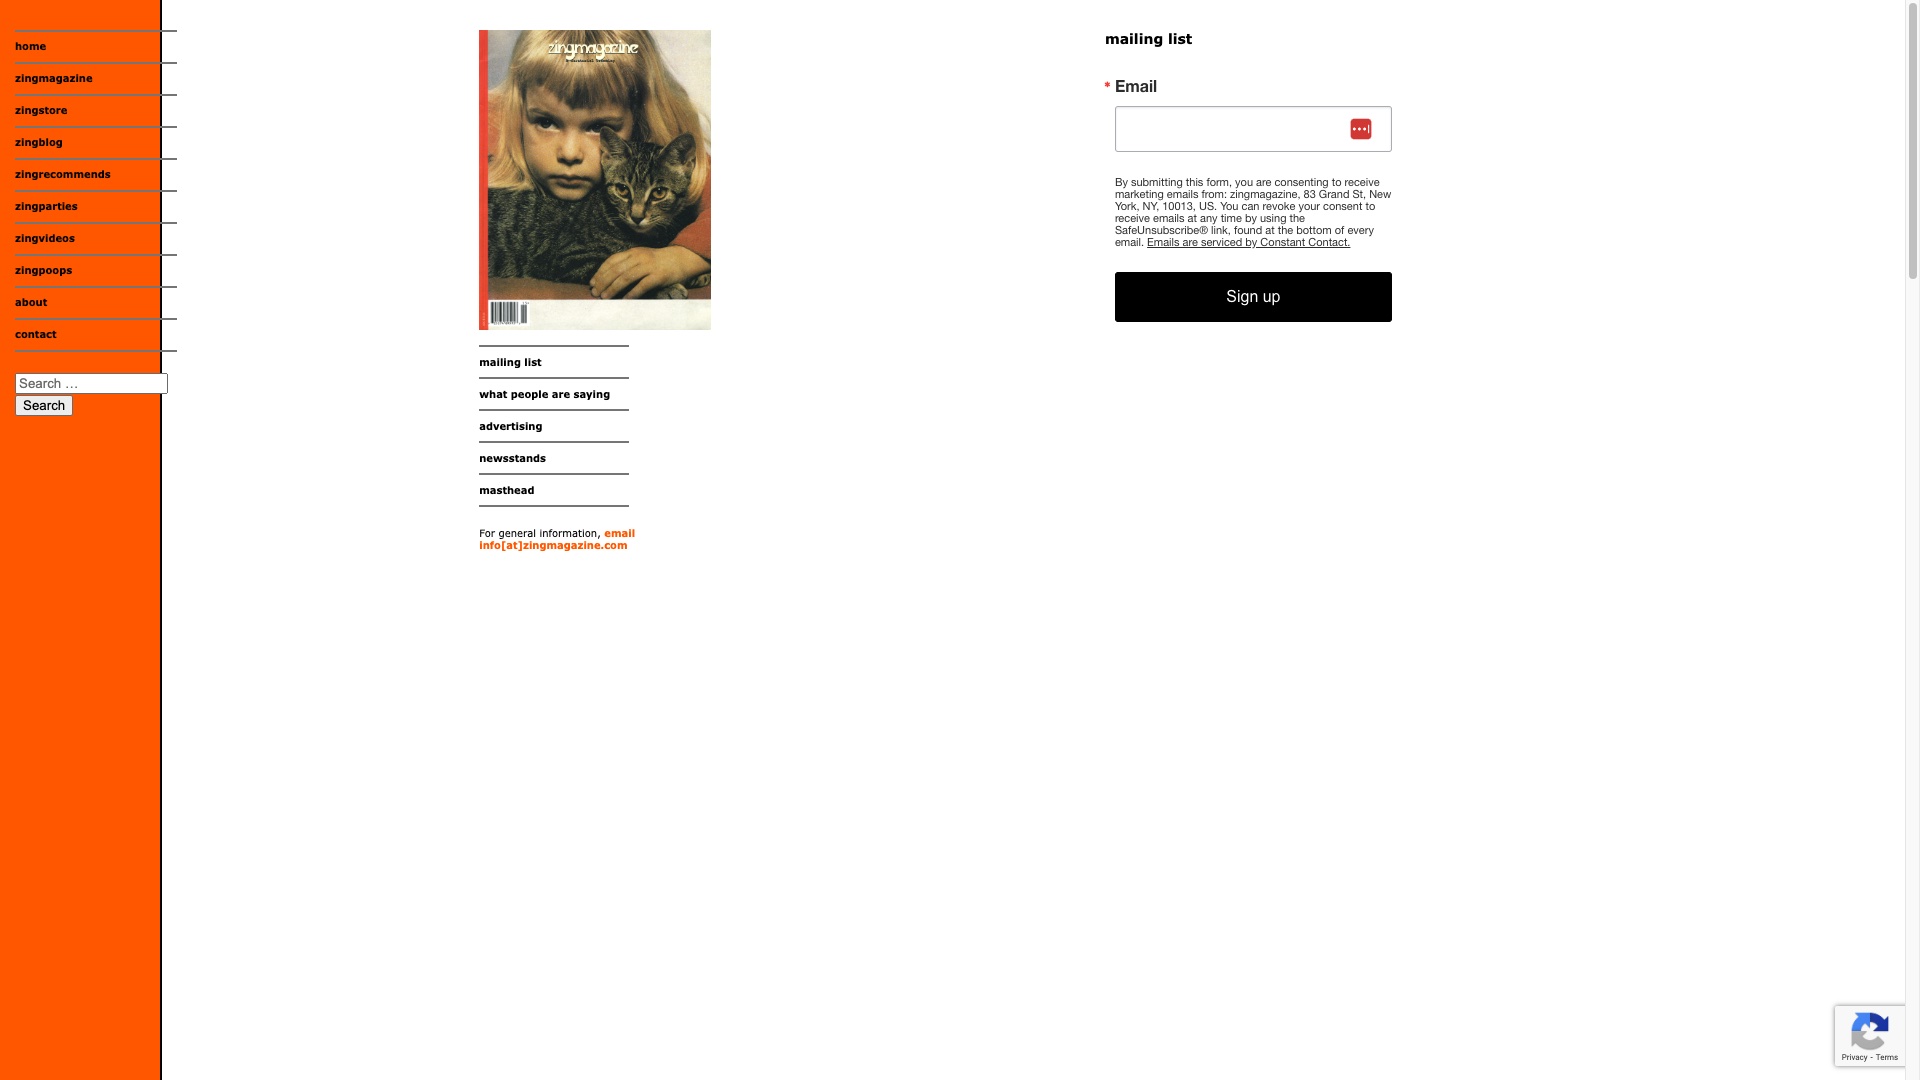 home
zingmagazine
zingstore
zingblog
zingrecommends
zingparties
zingvideos
zingpoops
about
contact
Search …
Search
zingmagazine
mailing list
what people are saying
advertising
newsstands
masthead
For general information, email
info[at]zingmagazine.com
mailing list
* Email
By submitting this form, you are consenting to receive
marketing emails from: zingmagazine, 83 Grand St, New
York, NY, 10013, US. You can revoke your consent to
receive emails at any time by using the
SafeUnsubscribe® link, found at the bottom of every
email. Emails are serviced by Constant Contact.
Sign up
Privacy - Terms